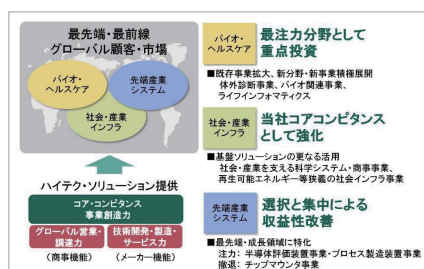 最先端・最前線
グローバル顧客・市場
バイオ・
ヘルスケア
先端産業
システム
社会・産業
インフラ
ハイテク・ソリューション提供
コア・コンピタンス
事業創造力
グローバル営業・
調達力
技術開発・製造・
サービス力
(商事機能)
(メーカー機能)
バイオ・
ヘルスケア
最注力分野として
重点投資
■既存事業拡大、新分野・新事業積極展開
体外診断事業、バイオ関連事業、
ライフインフォマティクス
社会・産業
インフラ
当社コアコンピタンス
として強化
■基盤ソリューションの更なる活用
社会・産業を支える科学システム・商事事業、
再生可能エネルギー等狭義の社会インフラ事業
先端産業
システム
選択と集中による
収益性改善
■最先端・成長領域に特化
注力: 半導体評価装置事業・プロセス製造装置事業
撤退: チップマウンタ事業